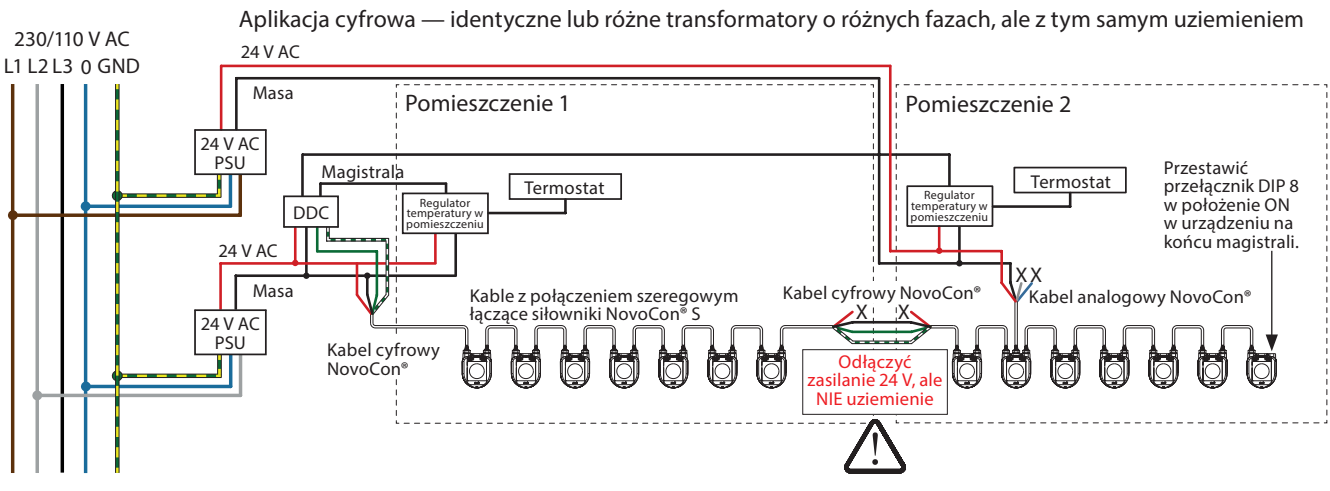 Aplikacja cyfrowa — identyczne lub różne transformatory o różnych fazach, ale z tym samym uziemieniem
230/110 V AC
L1 L2 L3 0 GND
24 V AC
Masa
24 V AC
PSU
Pomieszczenie 1
Pomieszczenie 2
Magistrala
DDC
Regulator
temperatury w
pomieszczeniu
Termostat
Regulator
temperatury w
pomieszczeniu
Termostat
Przestawić
przełącznik DIP 8
w położenie ON
w urządzeniu na
końcu magistrali.
24 V AC
Masa
24 V AC
PSU
Kabel cyfrowy
NovoCon®
Kable z połączeniem szeregowym
łączące siłowniki NovoCon® S
Kabel cyfrowy NovoCon®
X X
X X
Kabel analogowy NovoCon®
Odłączyć
zasilanie 24 V, ale
NIE uziemienie
!